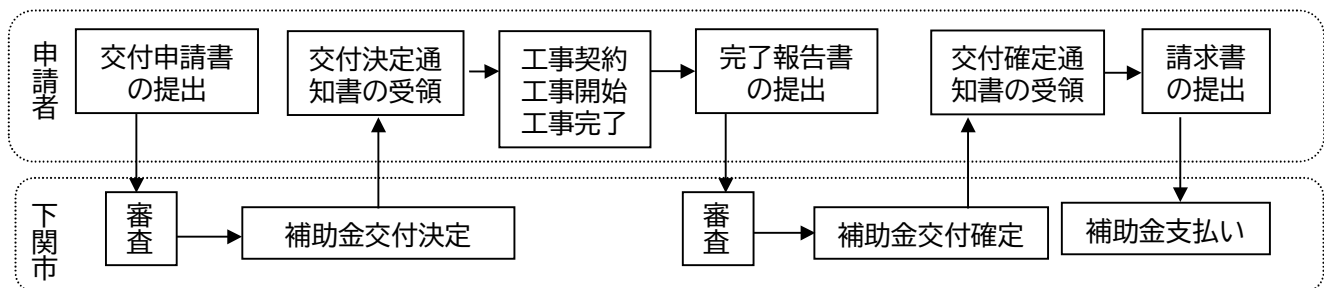 申請者
交付申請書
の提出
交付決定通
知書の受領
工事契約
工事開始
工事完了
完了報告書
の提出
交付確定通
知書の受領
請求書
の提出
下関市
審査
補助金交付決定
審査
補助金交付確定
補助金支払い